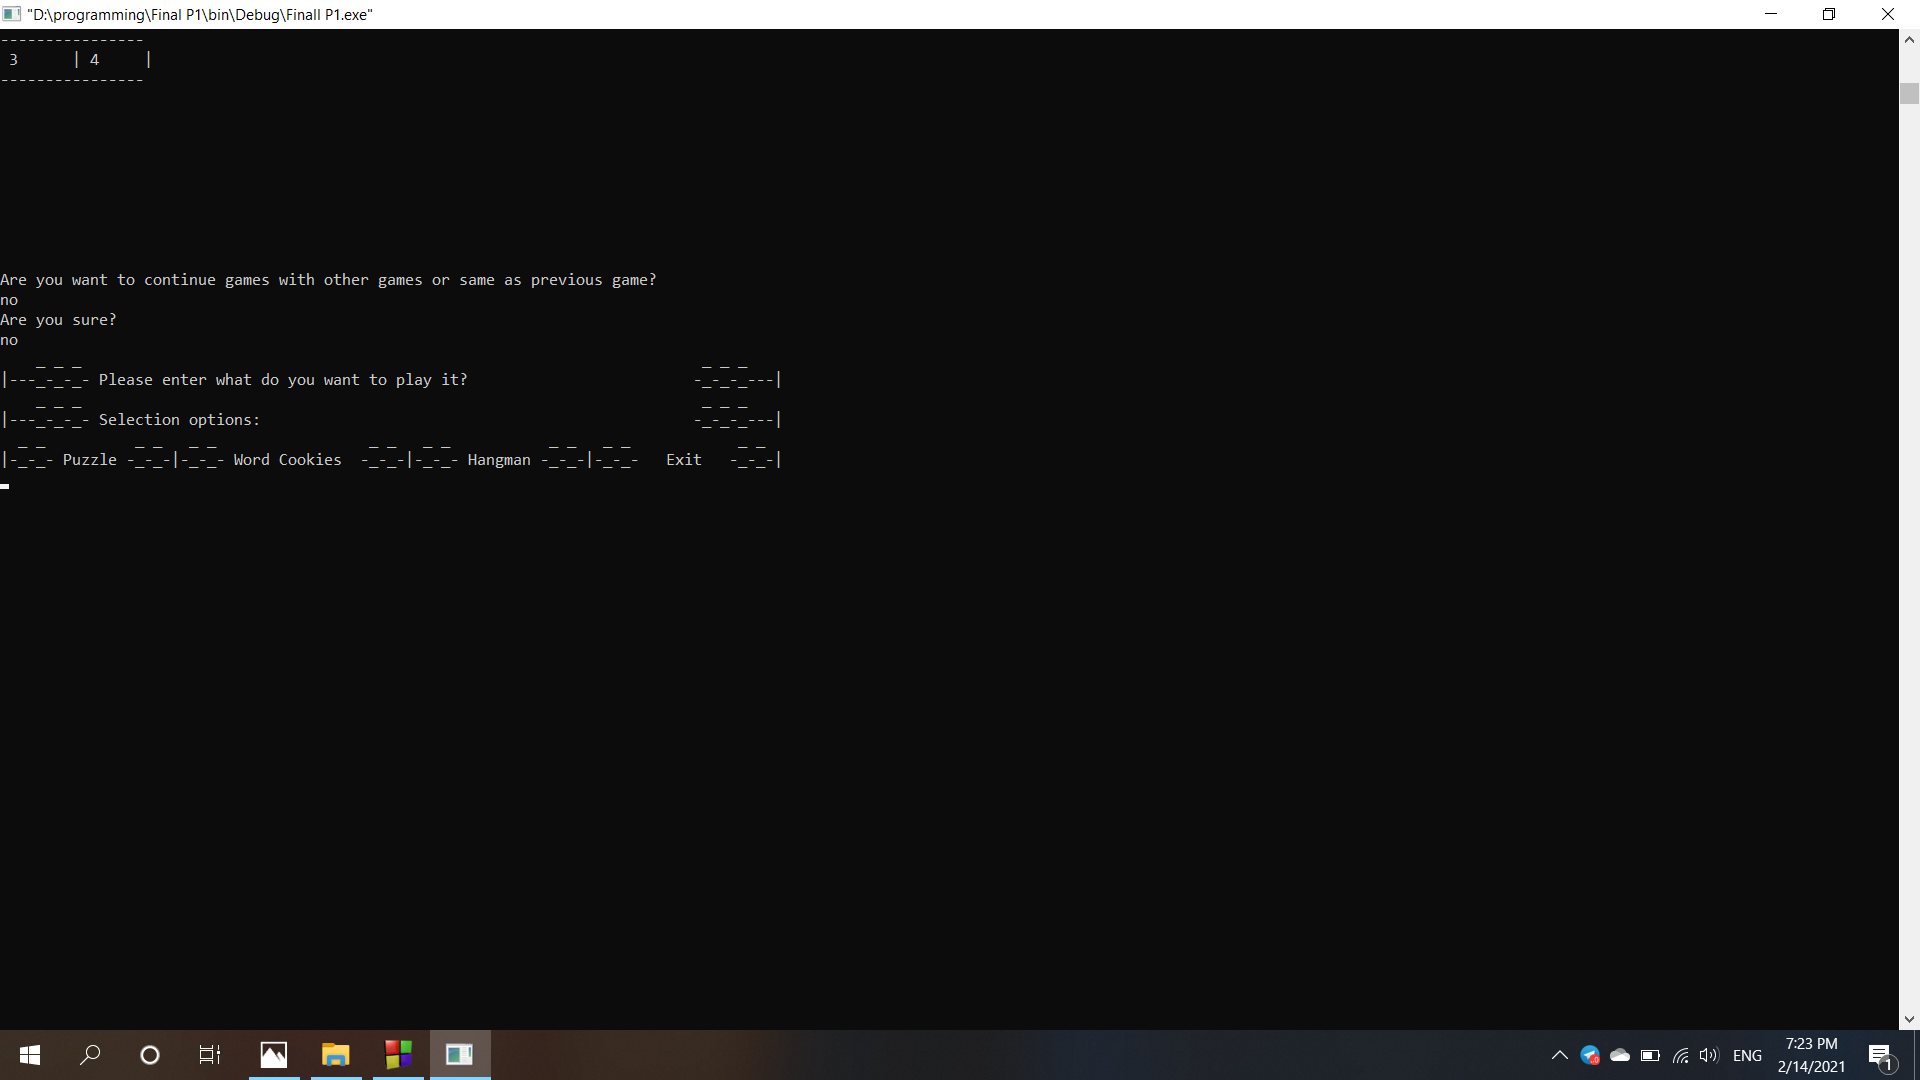 "D:\programming\Final P1\bin\Debug\Finall P1.exe"
----------------
 3      | 4     |
----------------
Are you want to continue games with other games or same as previous game?
no
Are you sure?
no
    _ _ _                                                                     _ _ _
|---_-_-_- Please enter what do you want to play it?                         -_-_-_---|
    _ _ _                                                                     _ _ _
|---_-_-_- Selection options:                                                -_-_-_---|
  _ _          _ _   _ _                 _ _   _ _           _ _   _ _            _ _
|-_-_- Puzzle -_-_-|-_-_- Word Cookies  -_-_-|-_-_- Hangman -_-_-|-_-_-   Exit   -_-_-|
ENG
7:23 PM
2/14/2021
1